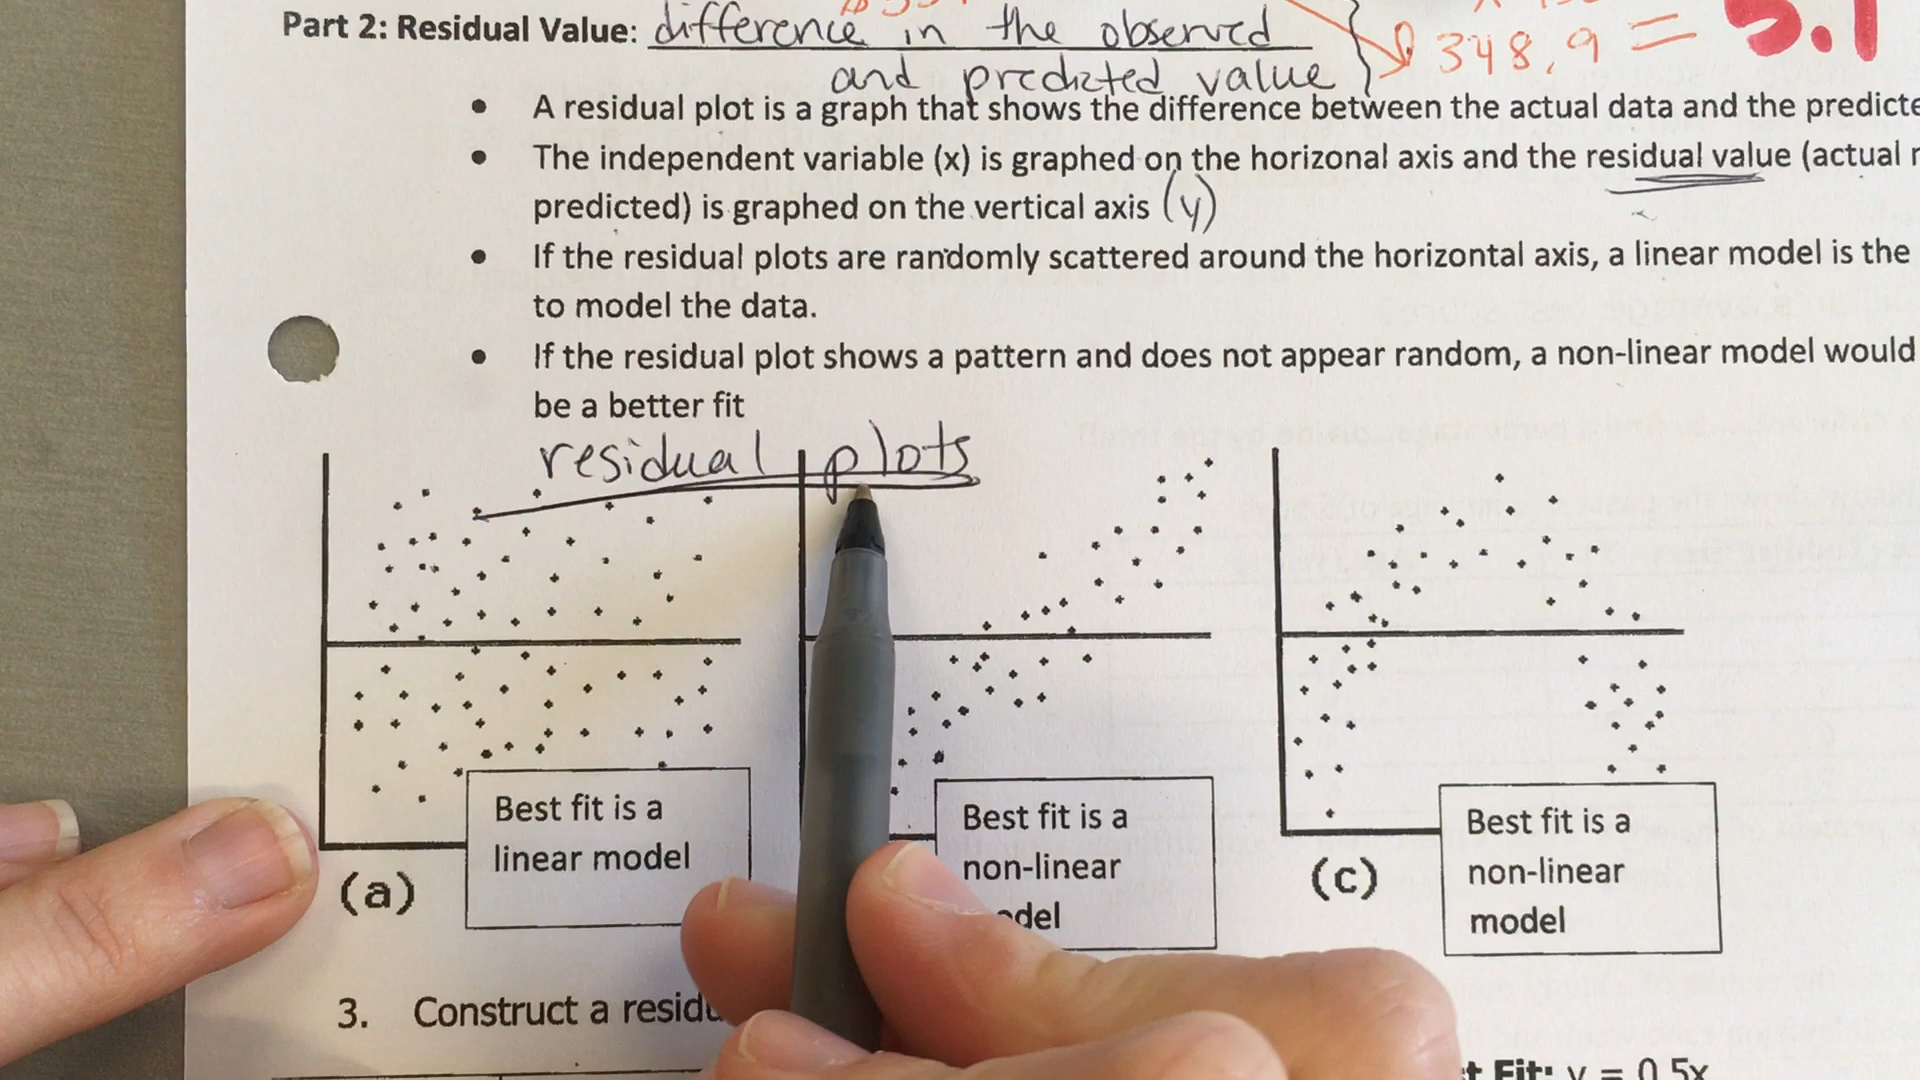 Part 2: Residual Value: difference in the observed
and predicted value
348.9 = 5.1
• A residual plot is a graph that shows the difference between the actual data and the
• The independent variable (x) is graphed on the horizonal axis and the residual value (actual
predicted) is graphed on the vertical axis (y)
• If the residual plots are randomly scattered around the horizontal axis, a linear model is the
to model the data.
• If the residual plot shows a pattern and does not appear random, a non-linear model would
be a better fit
residual plots
Best fit is a
linear model
(a)
Best fit is a
non-linear
Best fit is a
non-linear
model
(c)
3. Construct a
Fit: y = 0.5x